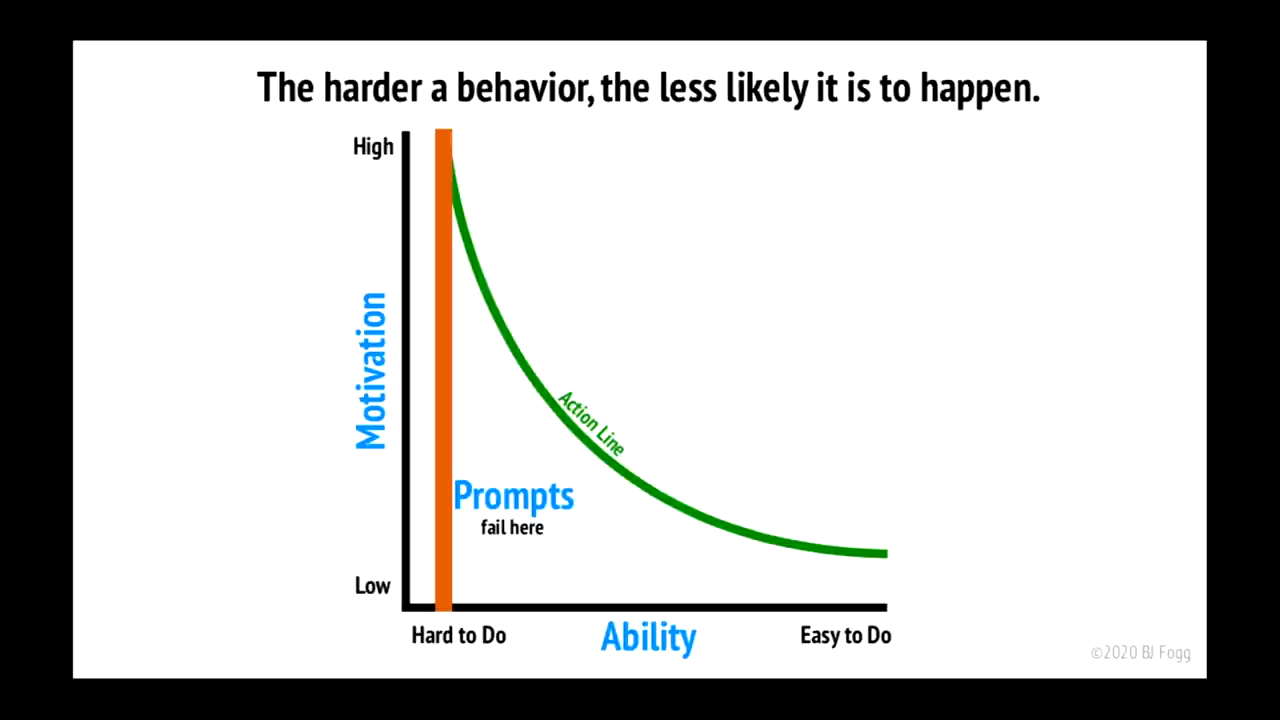 The harder a behavior, the less likely it is to happen.
High
Motivation
Action Line
Prompts
fail here
Low
Hard to Do
Ability
Easy to Do
©2020 BJ Fogg